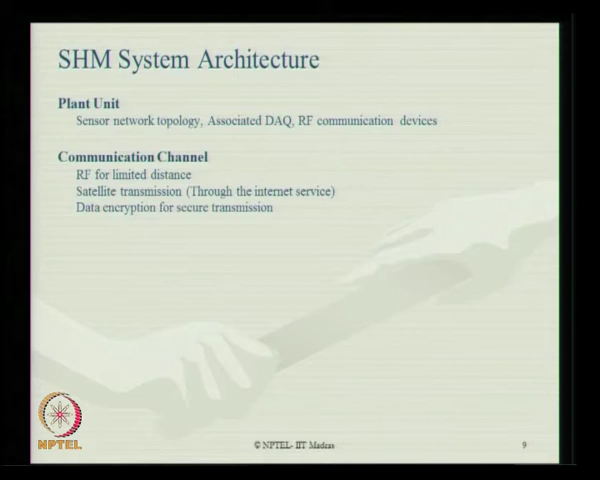 SHM System Architecture
Plant Unit
Sensor network topology, Associated DAQ, RF communication devices
Communication Channel
RF for limited distance
Satellite transmission (Through the internet service)
Data encryption for secure transmission
NPTEL
© NPTEL- IIT Madras
9